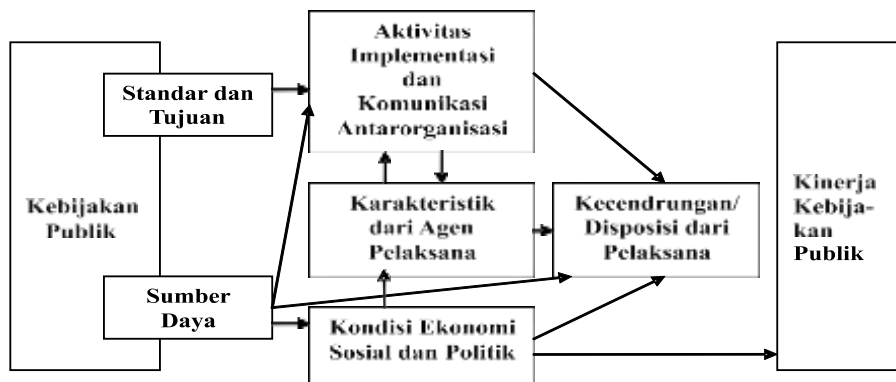 Kebijakan
Publik
Standar dan
Tujuan
Sumber
Daya
Aktivitas
Implementasi
dan
Komunikasi
Antarorganisasi
Karakteristik
dari Agen
Pelaksana
Kondisi Ekonomi
Sosial dan Politik
Kecendrungan/
Disposisi dari
Pelaksana
Kinerja
Kebija-
kan
Publik